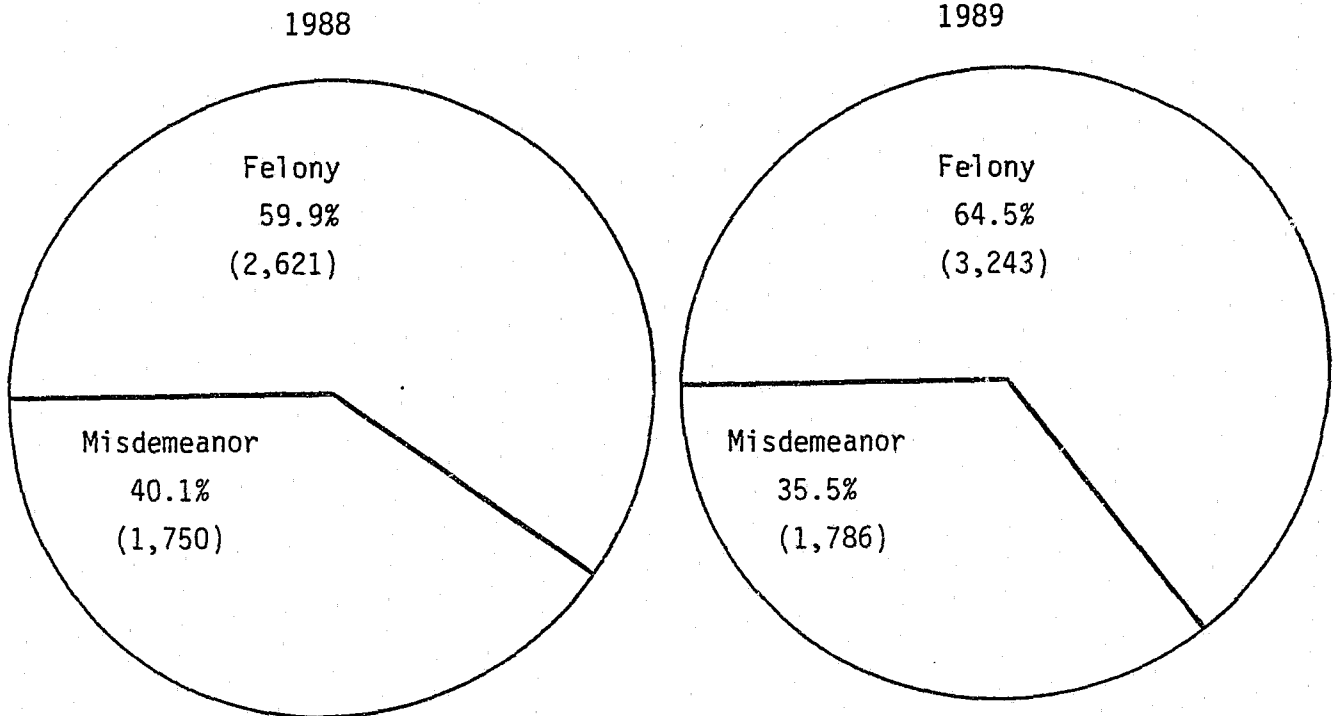 1988
Felony
59.9%
(2,621)
Misdemeanor
40.1%
(1,750)
1989
Felony
64.5%
(3,243)
Misdemeanor
35.5%
(1,786)